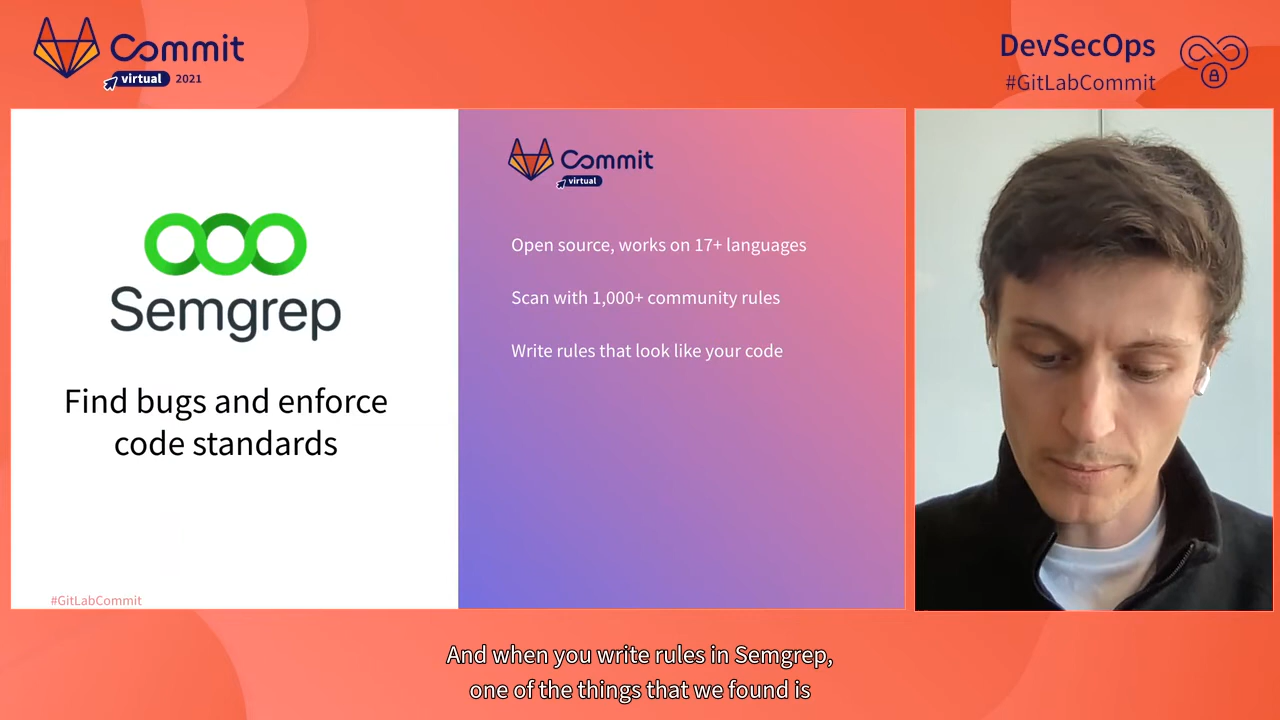 Commit
virtual 2021
DevSecOps
#GitLabCommit
Semgrep
Find bugs and enforce
code standards
#GitLabCommit
Commit
virtual
Open source, works on 17+ languages
Scan with 1,000+ community rules
Write rules that look like your code
And when you write rules in Semgrep,
one of the things that we found is